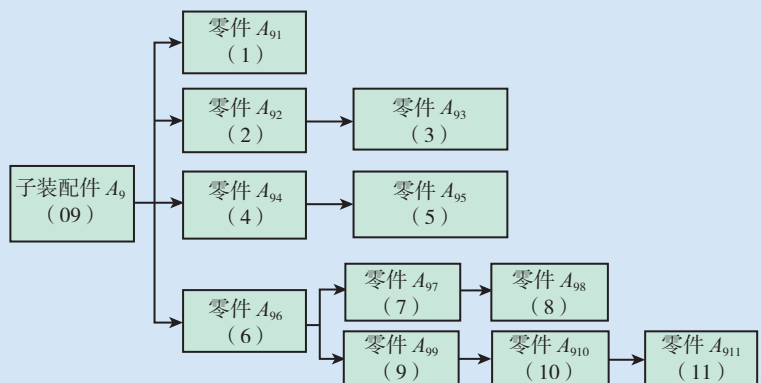 零件 A91
（1）
零件 A92
（2）
零件 A93
（3）
子装配件 A9
（09）
零件 A94
（4）
零件 A95
（5）
零件 A96
（6）
零件 A97
（7）
零件 A98
（8）
零件 A99
（9）
零件 A910
（10）
零件 A911
（11）